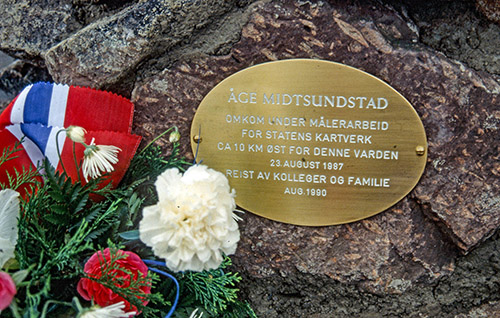 ÅGE MIDTSUNDSTAD
OMKOM UNDER MÅLERARBEID
FOR STATENS KARTVERK
CA 10 KM ØST FOR DENNE VARDEN
23 AUGUST 1987
REIST AV KOLLEGER OG FAMILIE
AUG. 1990